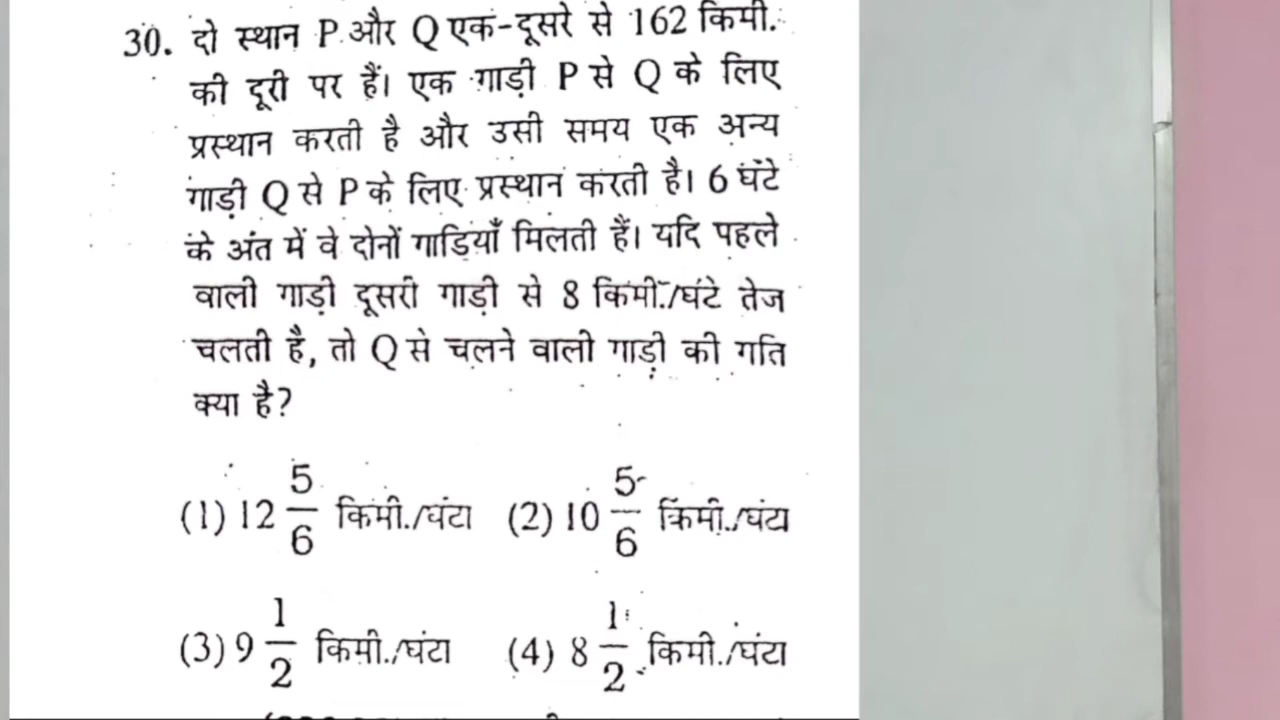 30. दो स्थान P और Q एक-दूसरे से 162 किमी.
की दूरी पर हैं। एक गाड़ी P से Q के लिए
प्रस्थान करती है और उसी समय एक अन्य
गाड़ी Q से P के लिए प्रस्थान करती है। 6 घंटे
के अंत में वे दोनों गाड़ियाँ मिलती हैं। यदि पहले
वाली गाड़ी दूसरी गाड़ी से 8 किमी./घंटे तेज
चलती है, तो Q से चलने वाली गाड़ी की गति
क्या है?
(1) 12 5/6 किमी./घंटा (2) 10 5/6 किमी./घंटा
(3) 9 1/2 किमी./घंटा (4) 8 1/2 किमी./घंटा